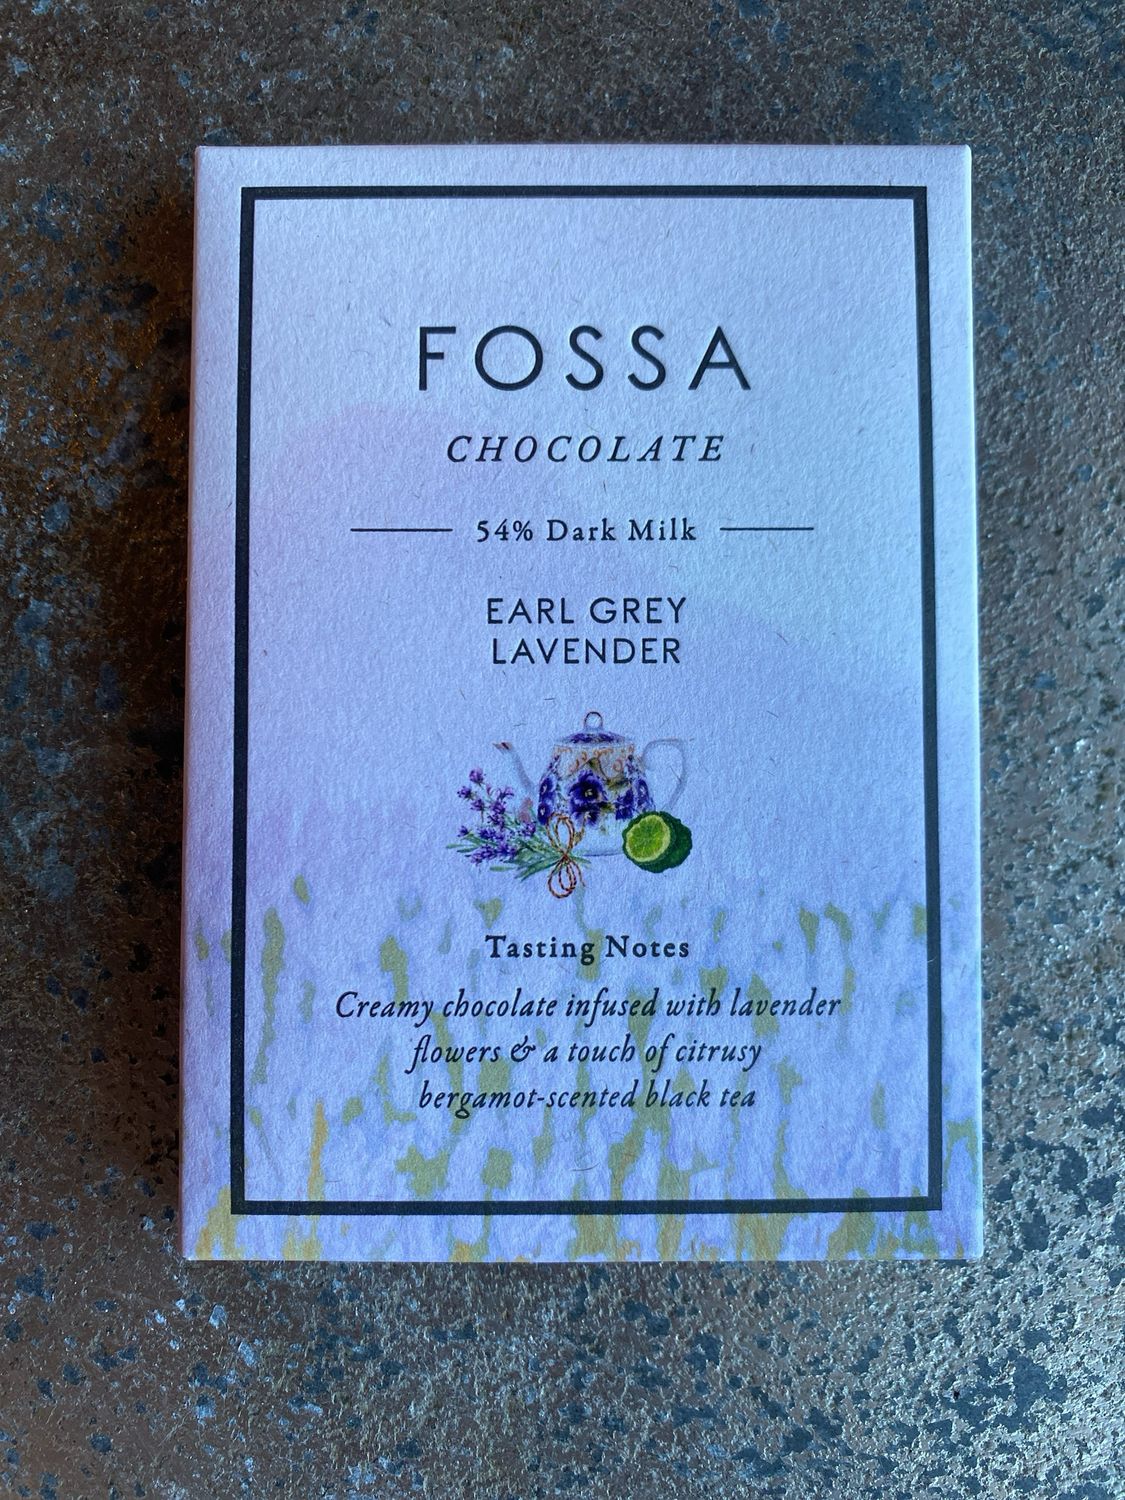 FOSSA
CHOCOLATE
54% Dark Milk
EARL GREY
LAVENDER
Tasting Notes
Creamy chocolate infused with lavender
flowers & a touch of citrusy
bergamot-scented black tea